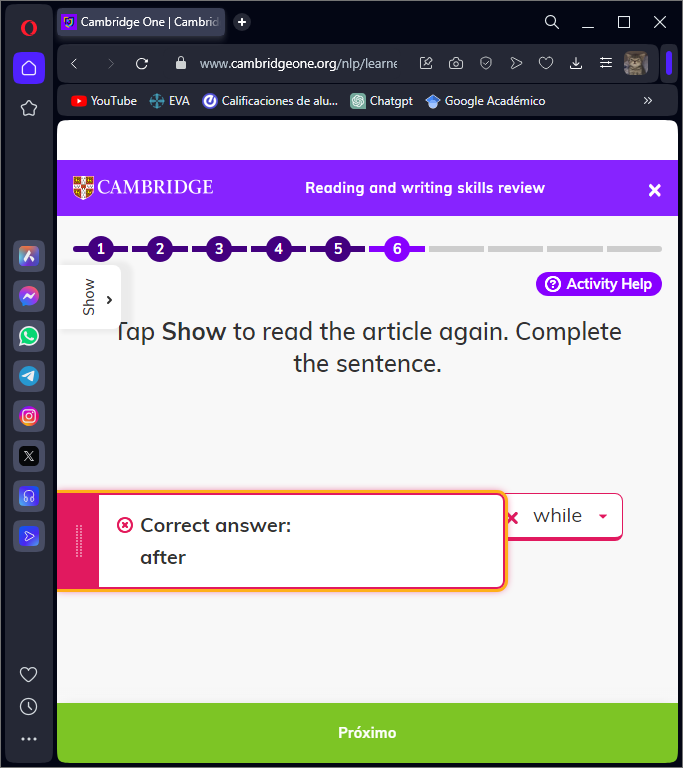 Cambridge One | Cambrid
www.cambridgeone.org/nlp/learne
YouTube EVA Calificaciones de alu... Chatgpt Google Académico
CAMBRIDGE Reading and writing skills review
1 2 3 4 5 6
Activity Help
Show
Tap Show to read the article again. Complete
the sentence.
Correct answer:
after
while
Próximo